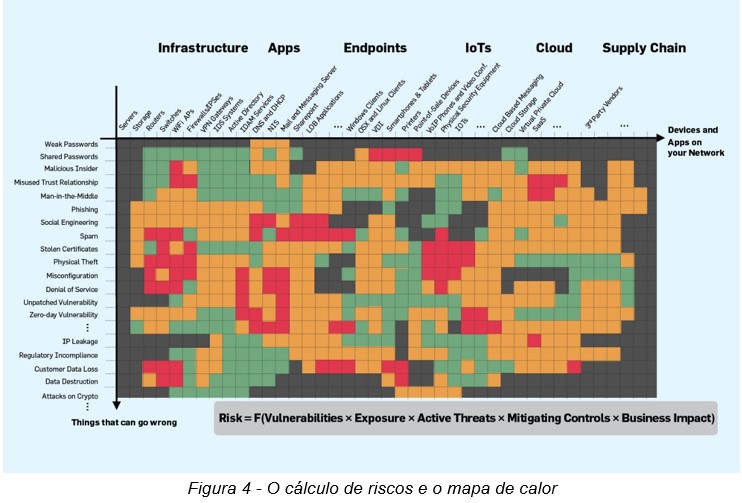 Infrastructure Apps Endpoints IoTs Cloud Supply Chain
Servers
Storage
Routers
Switches
WiFi APs
Firewalls/IPSes
VPN Gateways
IDS Systems
Active Directory
IDAM Services
DNS and DHCP
NIS
Mail and Messaging Server
Sharepoint
LOB Applications
...
Windows Clients
OSX and Linux Clients
VDI
Smartphones & Tablets
Printers
Point-of-Sale Devices
VoIP Phones and Video Conf.
Physical Security Equipment
IOTs
...
Cloud Based Messaging
Cloud Storage
Virtual Private Cloud
SaaS
...
3rd Party Vendors
...
Devices and
Apps on
your Network
Weak Passwords
Shared Passwords
Malicious Insider
Misused Trust Relationship
Man-in-the-Middle
Phishing
Social Engineering
Spam
Stolen Certificates
Physical Theft
Misconfiguration
Denial of Service
Unpatched Vulnerability
Zero-day Vulnerability
⋮
IP Leakage
Regulatory Incompliance
Customer Data Loss
Data Destruction
Attacks on Crypto
⋮
Things that can go wrong
Risk = F(Vulnerabilities × Exposure × Active Threats × Mitigating Controls × Business Impact)
Figura 4 - O cálculo de riscos e o mapa de calor